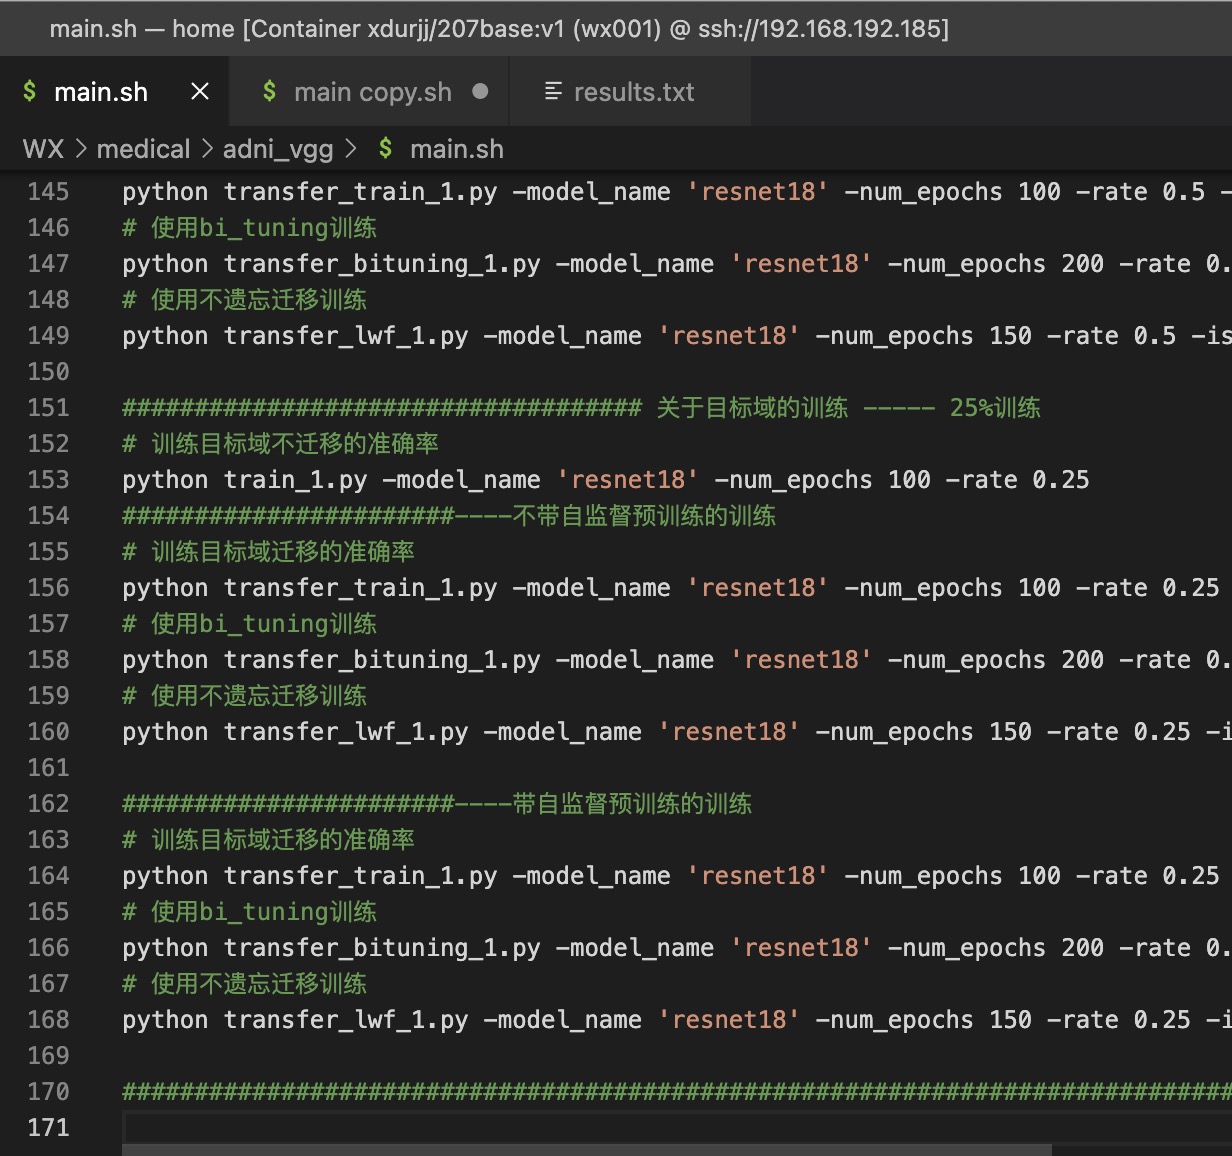 main.sh — home [Container xdurjj/207base:v1 (wx001) @ ssh://192.168.192.185]
$ main.sh × $ main copy.sh ● results.txt
WX > medical > adni_vgg > $ main.sh
145 python transfer_train_1.py -model_name 'resnet18' -num_epochs 100 -rate 0.5 -
146 # 使用bi_tuning训练
147 python transfer_bituning_1.py -model_name 'resnet18' -num_epochs 200 -rate 0.
148 # 使用不遗忘迁移训练
149 python transfer_lwf_1.py -model_name 'resnet18' -num_epochs 150 -rate 0.5 -is
150
151 #################################### 关于目标域的训练 ----- 25%训练
152 # 训练目标域不迁移的准确率
153 python train_1.py -model_name 'resnet18' -num_epochs 100 -rate 0.25
154 #######################----不带自监督预训练的训练
155 # 训练目标域迁移的准确率
156 python transfer_train_1.py -model_name 'resnet18' -num_epochs 100 -rate 0.25
157 # 使用bi_tuning训练
158 python transfer_bituning_1.py -model_name 'resnet18' -num_epochs 200 -rate 0.
159 # 使用不遗忘迁移训练
160 python transfer_lwf_1.py -model_name 'resnet18' -num_epochs 150 -rate 0.25 -i
161
162 #######################----带自监督预训练的训练
163 # 训练目标域迁移的准确率
164 python transfer_train_1.py -model_name 'resnet18' -num_epochs 100 -rate 0.25
165 # 使用bi_tuning训练
166 python transfer_bituning_1.py -model_name 'resnet18' -num_epochs 200 -rate 0.
167 # 使用不遗忘迁移训练
168 python transfer_lwf_1.py -model_name 'resnet18' -num_epochs 150 -rate 0.25 -i
169
170 #############################################################################
171